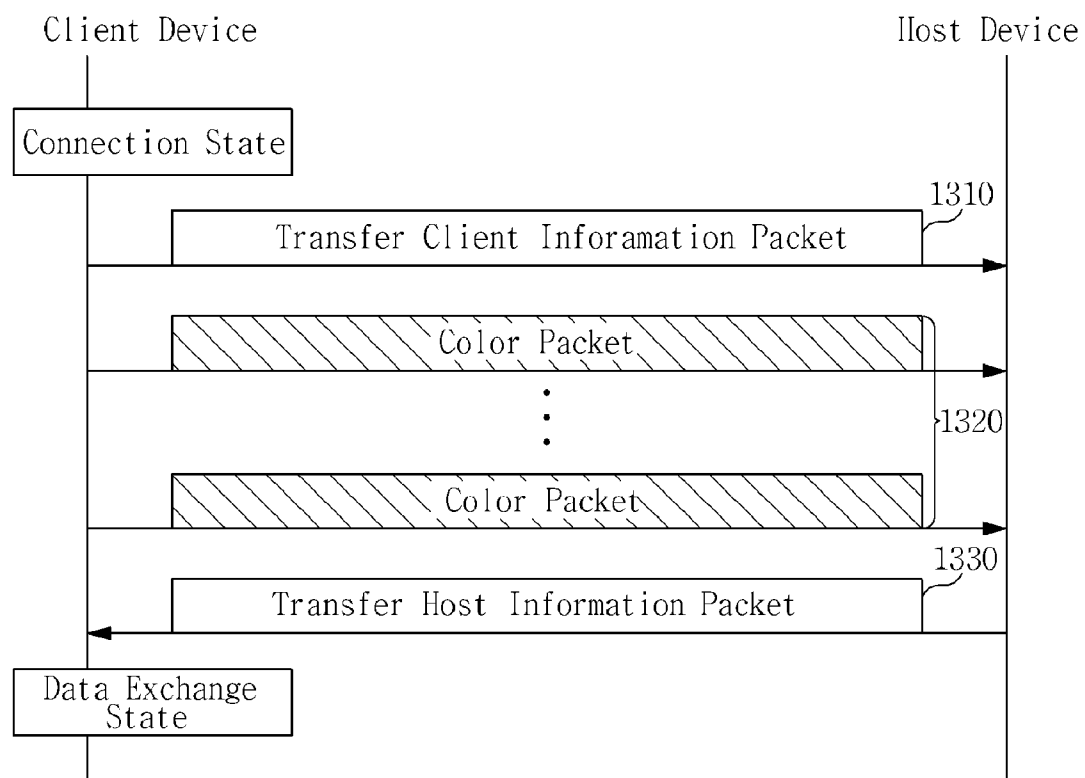 Client Device
Host Device
Connection State
1310
Transfer Client Inforamation Packet
Color Packet
1320
Color Packet
1330
Transfer Host Information Packet
Data Exchange
State